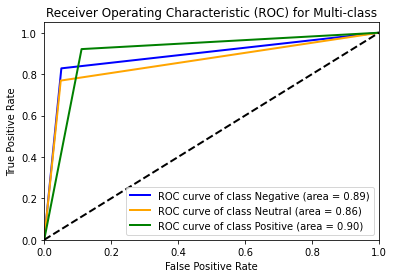 Receiver Operating Characteristic (ROC) for Multi-class
1.0
0.8
0.6
0.4
0.2
0.0
True Positive Rate
ROC curve of class Negative (area = 0.89)
ROC curve of class Neutral (area = 0.86)
ROC curve of class Positive (area = 0.90)
0.0 0.2 0.4 0.6 0.8 1.0
False Positive Rate